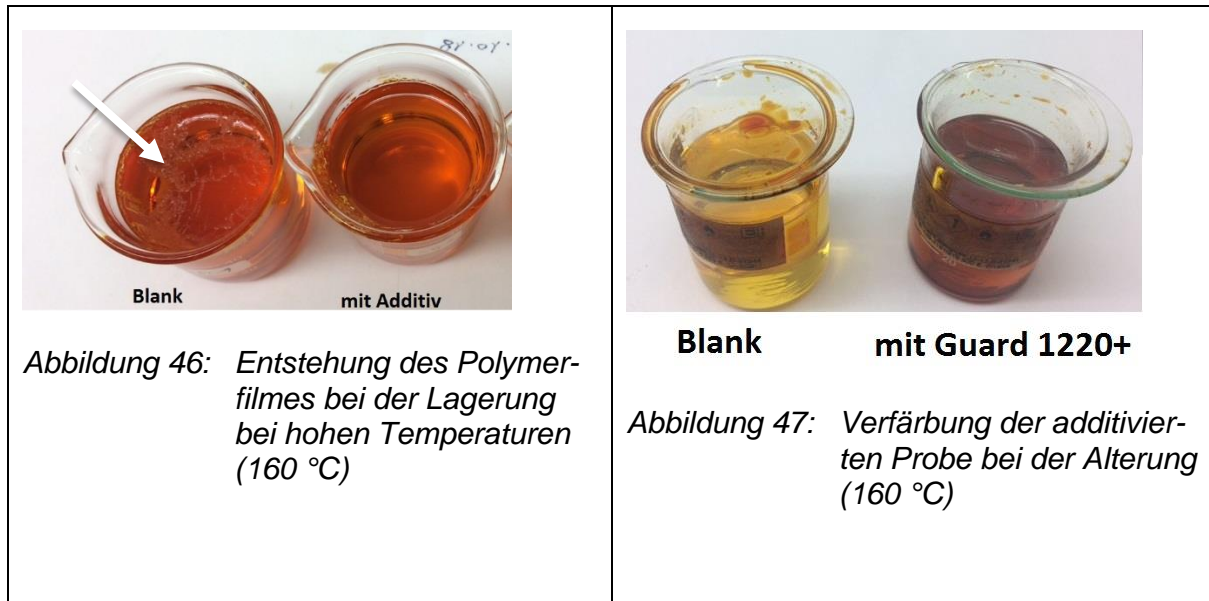 Blank
mit Additiv
Abbildung 46: Entstehung des Polymer-
filmes bei der Lagerung
bei hohen Temperaturen
(160 °C)
Blank
mit Guard 1220+
Abbildung 47: Verfärbung der additivier-
ten Probe bei der Alterung
(160 °C)